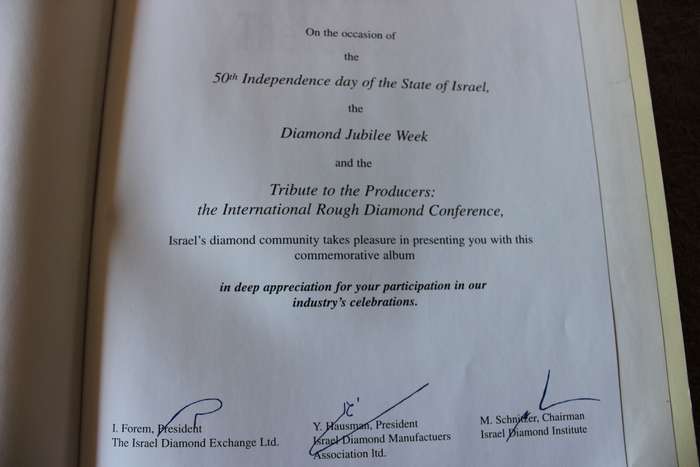 On the occasion of
the
50th Independence day of the State of Israel,
the
Diamond Jubilee Week
and the
Tribute to the Producers:
the International Rough Diamond Conference,
Israel's diamond community takes pleasure in presenting you with this
commemorative album
in deep appreciation for your participation in our
industry's celebrations.
I. Forem, President
The Israel Diamond Exchange Ltd.
Y. Hausman, President
Israel Diamond Manufactuers
Association ltd.
M. Schnitzer, Chairman
Israel Diamond Institute